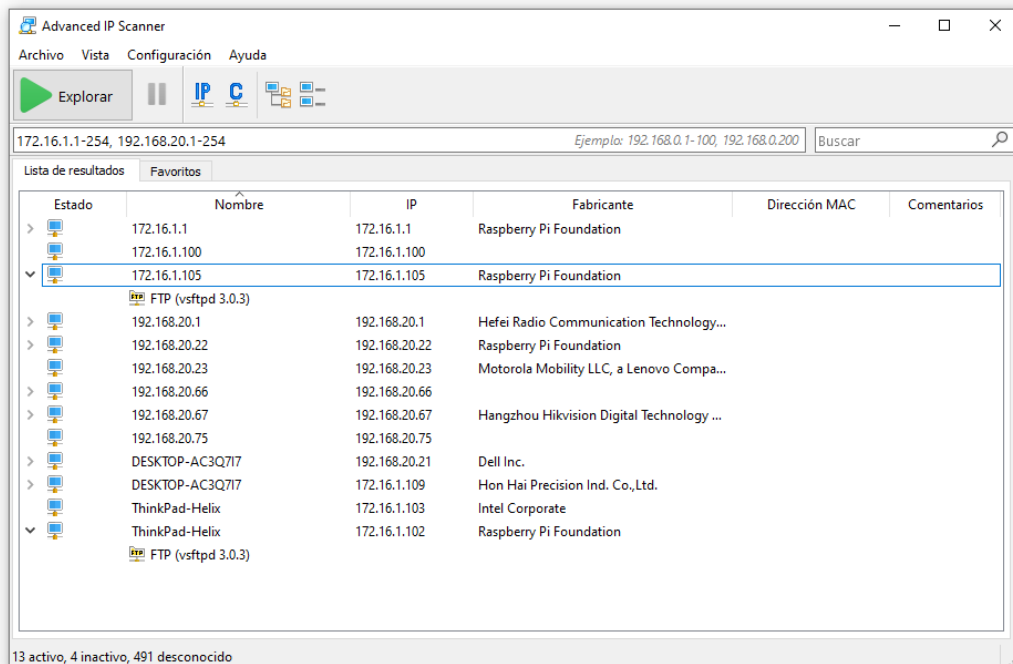 Advanced IP Scanner
Archivo Vista Configuración Ayuda
Explorar IP C
172.16.1.1-254, 192.168.20.1-254 Ejemplo: 192.168.0.1-100, 192.168.0.200 Buscar
Lista de resultados Favoritos
Estado Nombre IP Fabricante Dirección MAC Comentarios
172.16.1.1 172.16.1.1 Raspberry Pi Foundation
172.16.1.100 172.16.1.100
172.16.1.105 172.16.1.105 Raspberry Pi Foundation
FTP FTP (vsftpd 3.0.3)
192.168.20.1 192.168.20.1 Hefei Radio Communication Technology...
192.168.20.22 192.168.20.22 Raspberry Pi Foundation
192.168.20.23 192.168.20.23 Motorola Mobility LLC, a Lenovo Compa...
192.168.20.66 192.168.20.66
192.168.20.67 192.168.20.67 Hangzhou Hikvision Digital Technology ...
192.168.20.75 192.168.20.75
DESKTOP-AC3Q7I7 192.168.20.21 Dell Inc.
DESKTOP-AC3Q7I7 172.16.1.109 Hon Hai Precision Ind. Co.,Ltd.
ThinkPad-Helix 172.16.1.103 Intel Corporate
ThinkPad-Helix 172.16.1.102 Raspberry Pi Foundation
FTP FTP (vsftpd 3.0.3)
13 activo, 4 inactivo, 491 desconocido